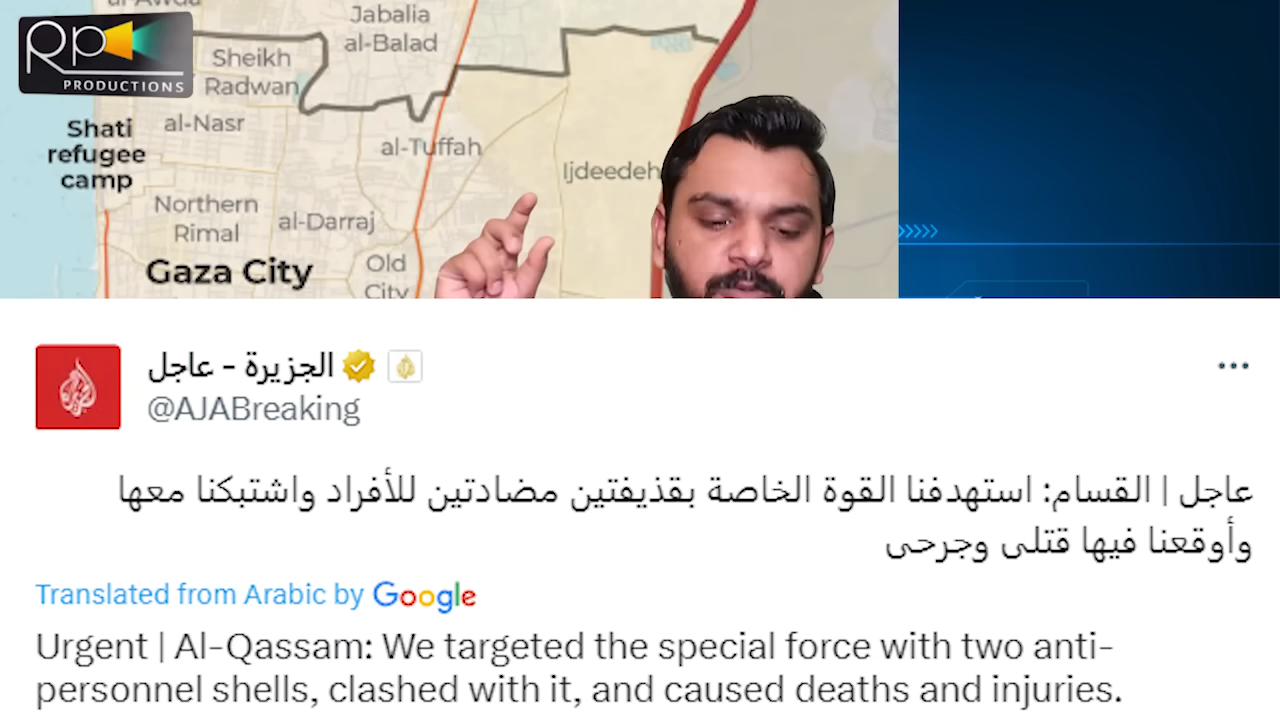 al-Awda
RP
PRODUCTIONS
Jabalia
al-Balad
Sheikh
Radwan
Shati
refugee
camp
al-Nasr
al-Tuffah
Ijdeedeh
Northern
Rimal
al-Darraj
Gaza City
Old
City
الجزيرة - عاجل
@AJABreaking
عاجل | القسام: استهدفنا القوة الخاصة بقذيفتين مضادتين للأفراد واشتبكنا معها
وأوقعنا فيها قتلى وجرحى
Translated from Arabic by Google
Urgent | Al-Qassam: We targeted the special force with two anti-
personnel shells, clashed with it, and caused deaths and injuries.